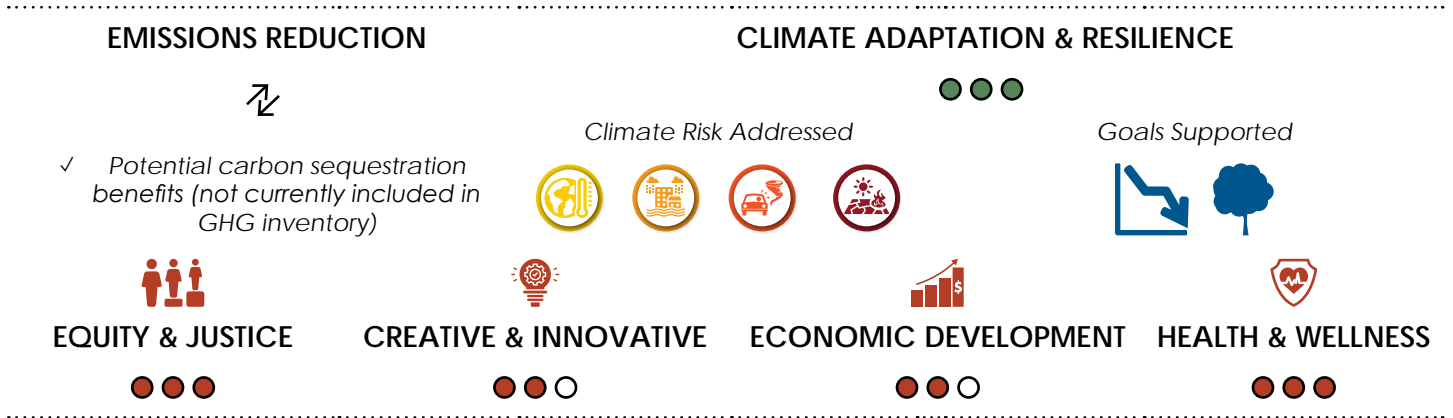 EMISSIONS REDUCTION
CLIMATE ADAPTATION & RESILIENCE
Climate Risk Addressed
Goals Supported
✓ Potential carbon sequestration
benefits (not currently included in
GHG inventory)
$
EQUITY & JUSTICE
CREATIVE & INNOVATIVE
ECONOMIC DEVELOPMENT
HEALTH & WELLNESS